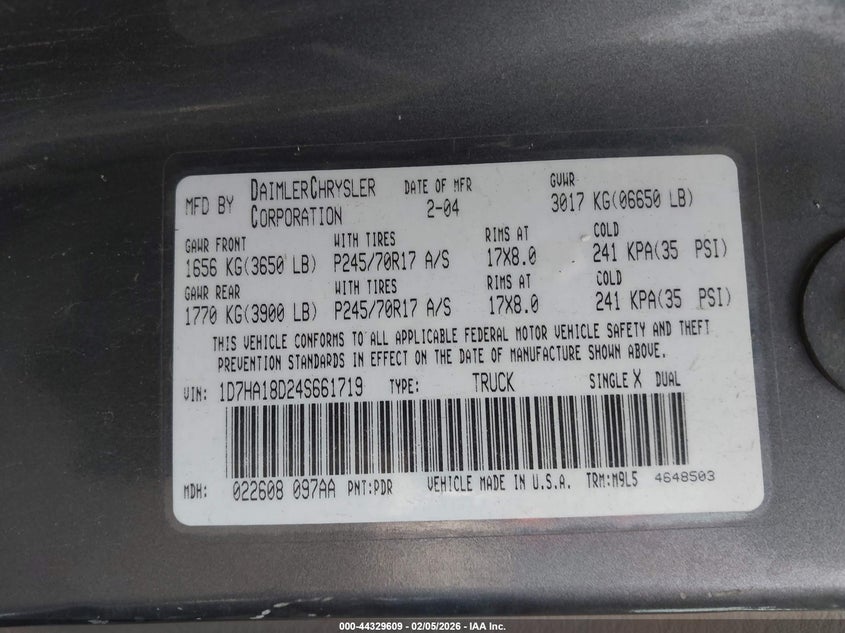 MFD BY DAIMLERCHRYSLER CORPORATION DATE OF MFR 2-04 GVWR 3017 KG(06650 LB)
GAWR FRONT WITH TIRES RIMS AT COLD
1656 KG(3650 LB) P245/70R17 A/S 17X8.0 241 KPA(35 PSI)
GAWR REAR WITH TIRES RIMS AT COLD
1770 KG(3900 LB) P245/70R17 A/S 17X8.0 241 KPA(35 PSI)
THIS VEHICLE CONFORMS TO ALL APPLICABLE FEDERAL MOTOR VEHICLE SAFETY AND THEFT
PREVENTION STANDARDS IN EFFECT ON THE DATE OF MANUFACTURE SHOWN ABOVE.
VIN: 1D7HA18D24S661719 TYPE: TRUCK SINGLE X DUAL
MDH: 022608 097AA PNT:PDR VEHICLE MADE IN U.S.A. TRM:M9L5 4648503
000-44329609 - 02/05/2026 - IAA Inc.